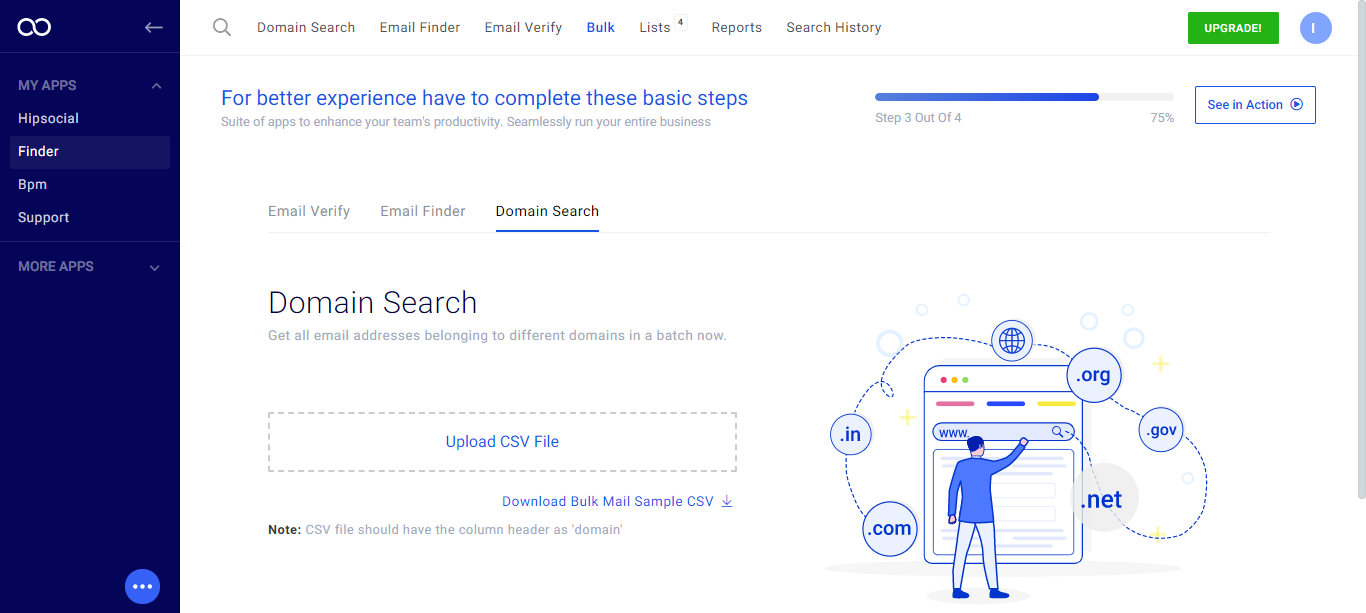 Domain Search
Email Finder
Email Verify
Bulk
Lists 4
Reports
Search History
UPGRADE!
I
MY APPS
Hipsocial
Finder
Bpm
Support
MORE APPS
For better experience have to complete these basic steps
Suite of apps to enhance your team's productivity. Seamlessly run your entire business
Step 3 Out Of 4
75%
See in Action
Email Verify
Email Finder
Domain Search
Domain Search
Get all email addresses belonging to different domains in a batch now.
Upload CSV File
Download Bulk Mail Sample CSV
Note: CSV file should have the column header as 'domain'
.org
.in
www.
.gov
.net
.com